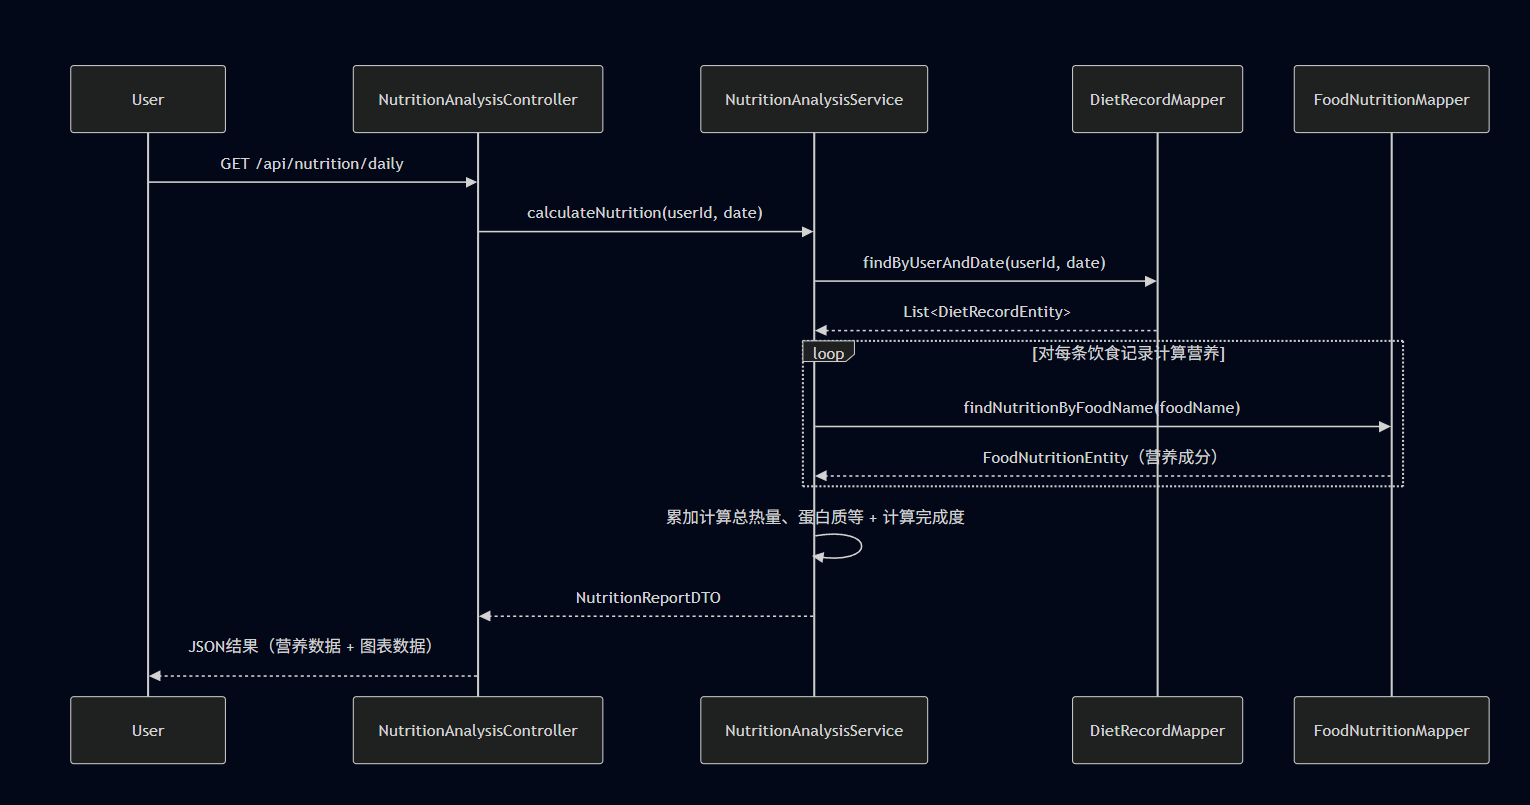 User
NutritionAnalysisController
NutritionAnalysisService
DietRecordMapper
FoodNutritionMapper
GET /api/nutrition/daily
calculateNutrition(userId, date)
findByUserAndDate(userId, date)
List<DietRecordEntity>
loop
[对每条饮食记录计算营养]
findNutritionByFoodName(foodName)
FoodNutritionEntity（营养成分）
累加计算总热量、蛋白质等 + 计算完成度
NutritionReportDTO
JSON结果（营养数据 + 图表数据）
User
NutritionAnalysisController
NutritionAnalysisService
DietRecordMapper
FoodNutritionMapper